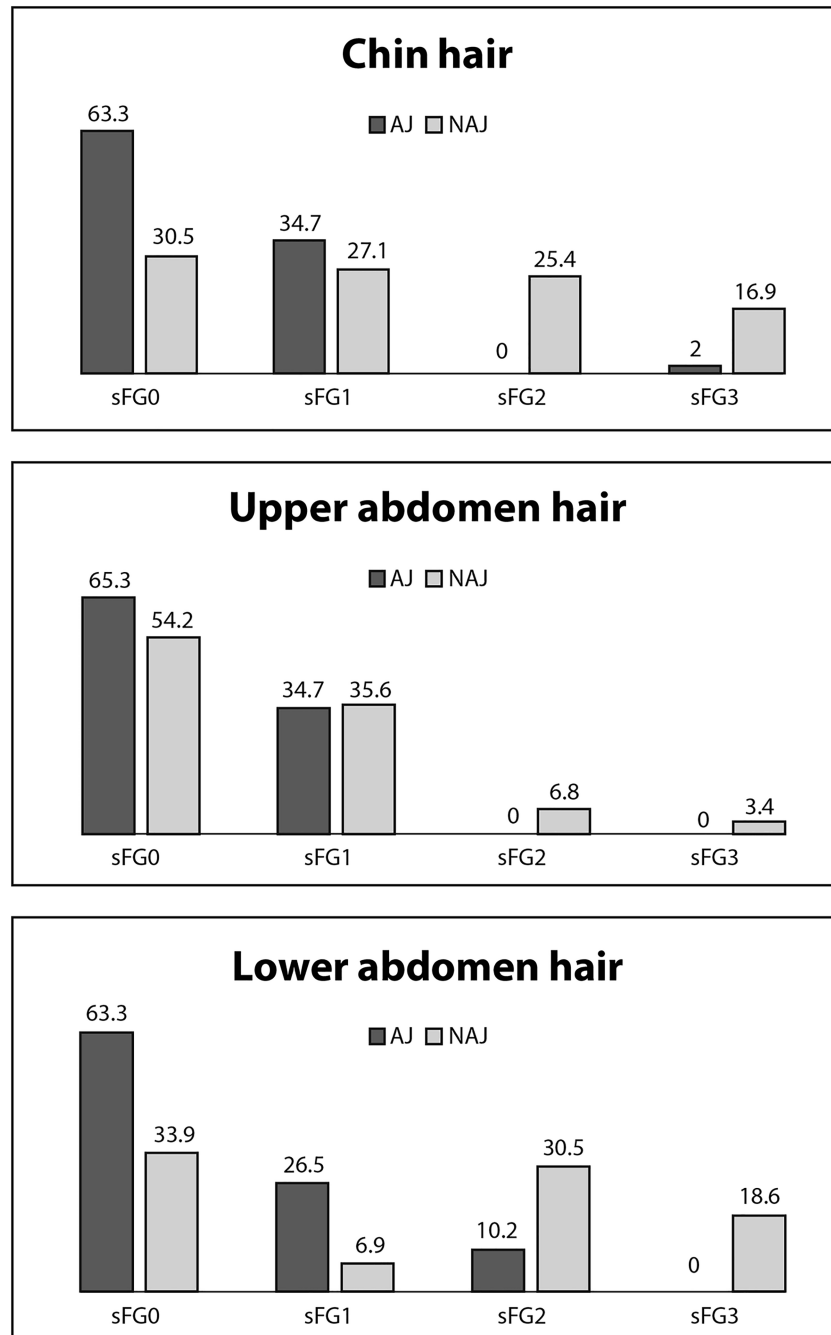 Chin hair
AJ NAJ
63.3 30.5 34.7 27.1 0 25.4 2 16.9
sFG0 sFG1 sFG2 sFG3
Upper abdomen hair
AJ NAJ
65.3 54.2 34.7 35.6 0 6.8 0 3.4
sFG0 sFG1 sFG2 sFG3
Lower abdomen hair
AJ NAJ
63.3 33.9 26.5 6.9 10.2 30.5 0 18.6
sFG0 sFG1 sFG2 sFG3